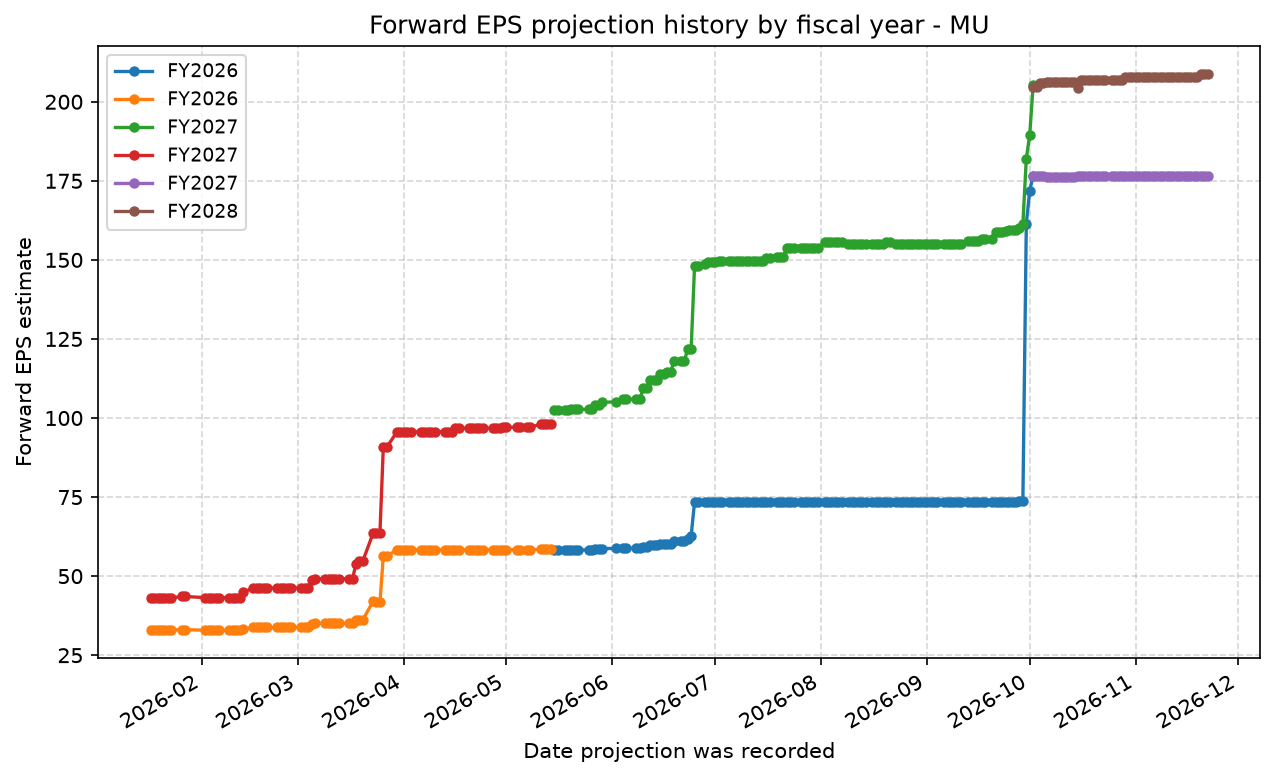 Forward EPS projection history by fiscal year - MU
FY2026
FY2026
FY2027
FY2027
FY2027
FY2028
Forward EPS estimate
200
175
150
125
100
75
50
25
2026-02
2026-03
2026-04
2026-05
2026-06
2026-07
2026-08
2026-09
2026-10
2026-11
2026-12
Date projection was recorded